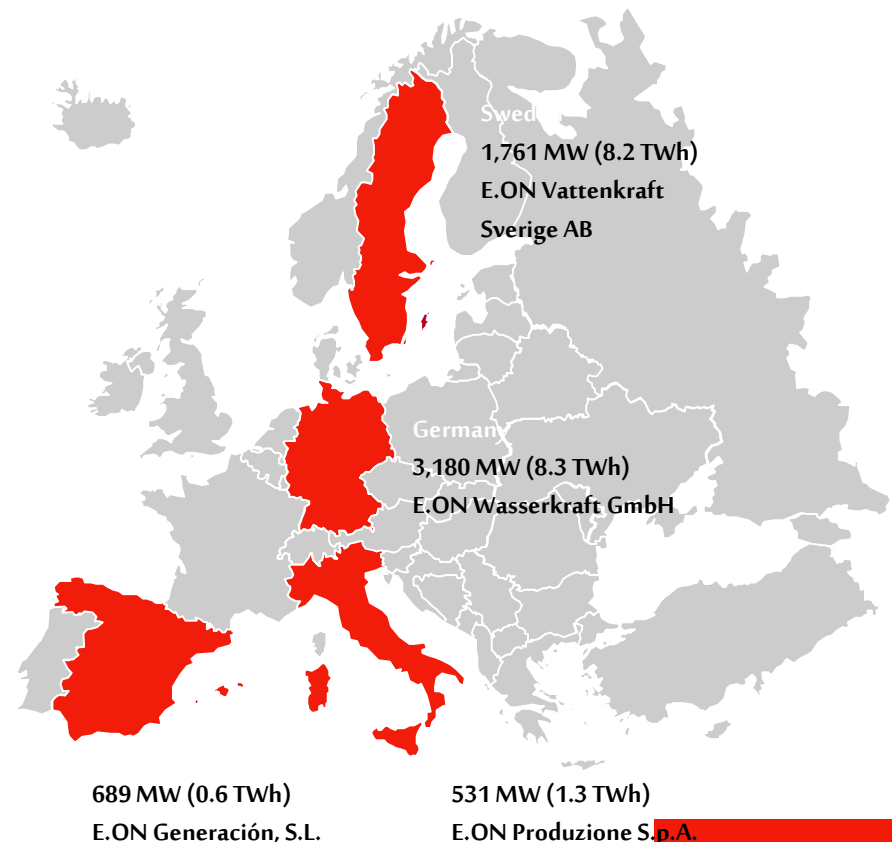 Sweden
1,761 MW (8.2 TWh)
E.ON Vattenkraft
Sverige AB
Germany
3,180 MW (8.3 TWh)
E.ON Wasserkraft GmbH
689 MW (0.6 TWh)
E.ON Generación, S.L.
531 MW (1.3 TWh)
E.ON Produzione S.p.A.